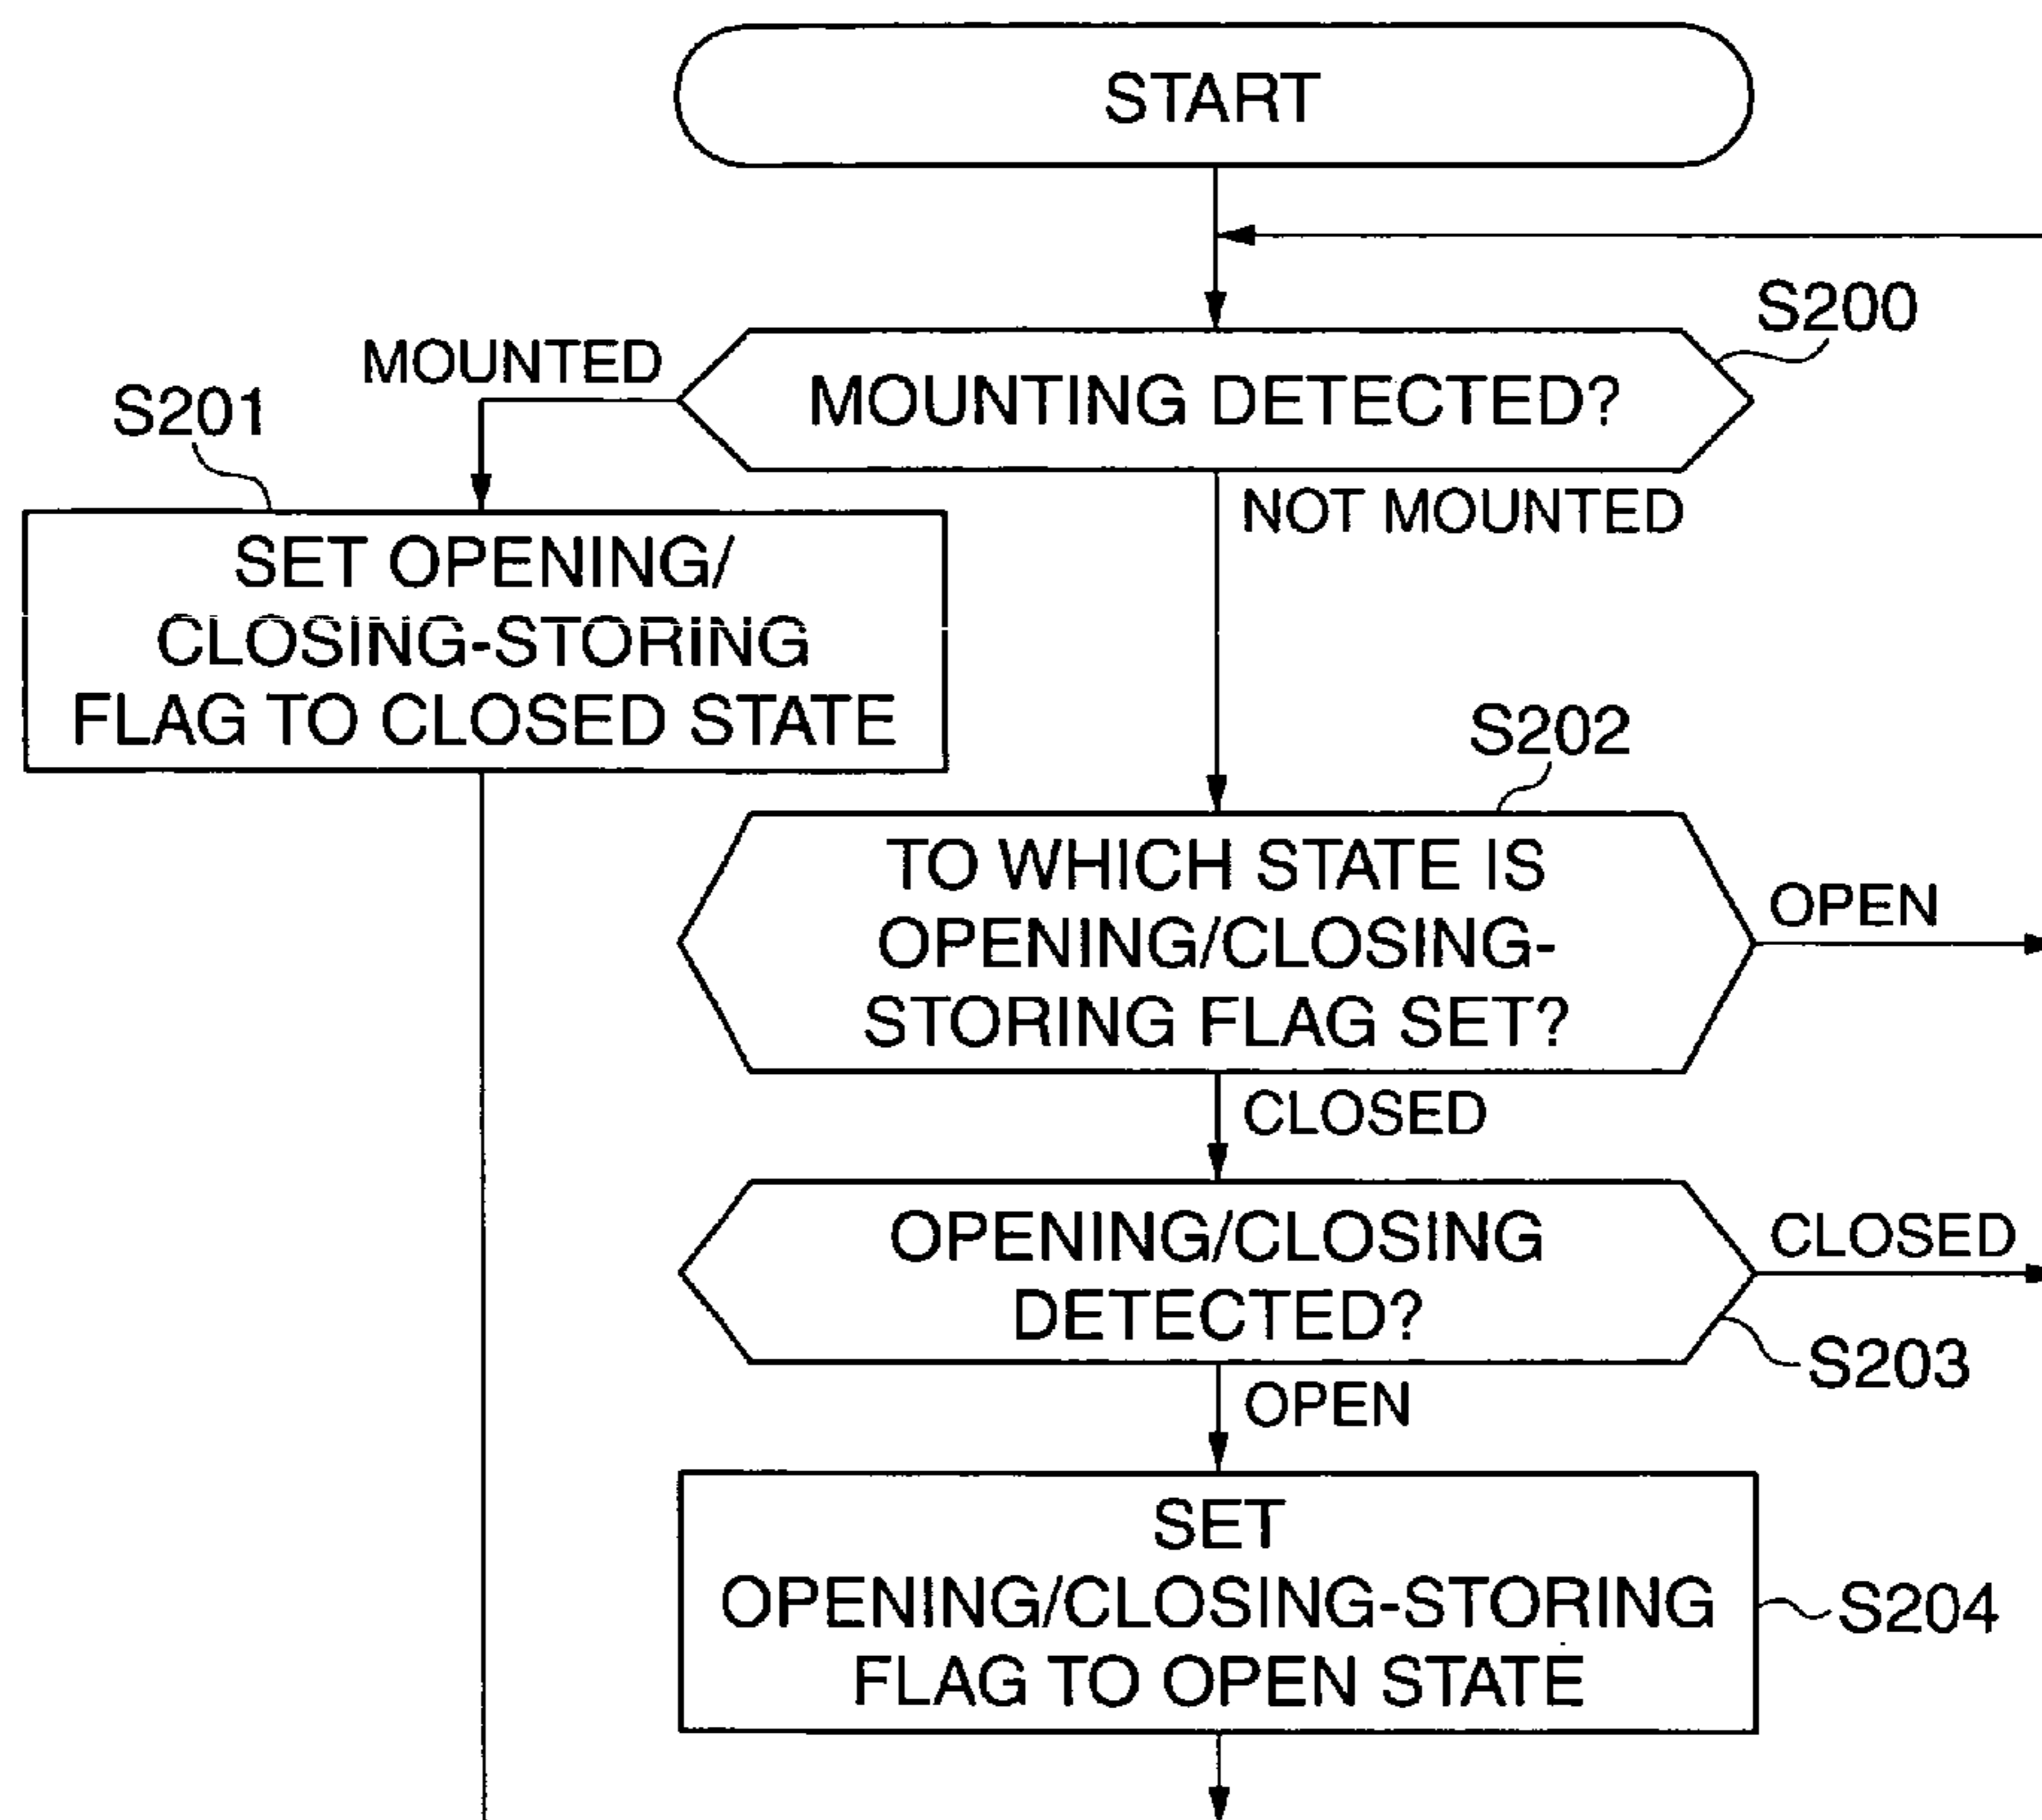 START
S200
MOUNTED
MOUNTING DETECTED?
S201
NOT MOUNTED
SET OPENING/
CLOSING-STORING
FLAG TO CLOSED STATE
S202
TO WHICH STATE IS
OPENING/CLOSING-
STORING FLAG SET?
OPEN
CLOSED
OPENING/CLOSING
DETECTED?
CLOSED
S203
OPEN
SET
OPENING/CLOSING-STORING
FLAG TO OPEN STATE
S204